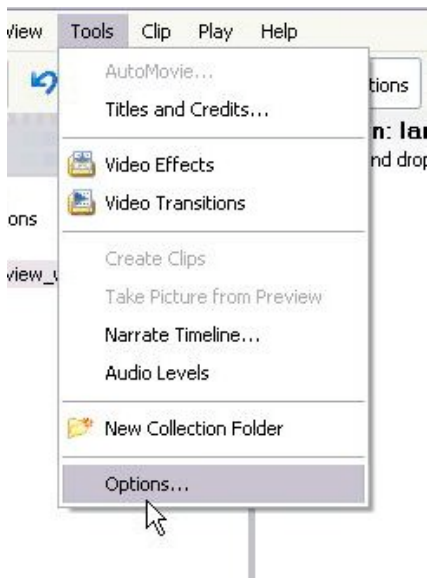 Tools Clip Play Help
AutoMovie...
tions
Titles and Credits...
Video Effects
Video Transitions
Create Clips
Take Picture from Preview
Narrate Timeline...
Audio Levels
New Collection Folder
Options...